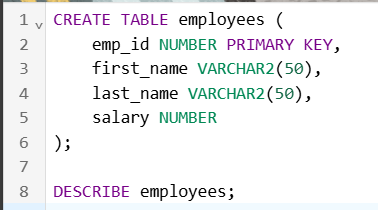 1 CREATE TABLE employees (
2     emp_id NUMBER PRIMARY KEY,
3     first_name VARCHAR2(50),
4     last_name VARCHAR2(50),
5     salary NUMBER
6 );
7
8 DESCRIBE employees;